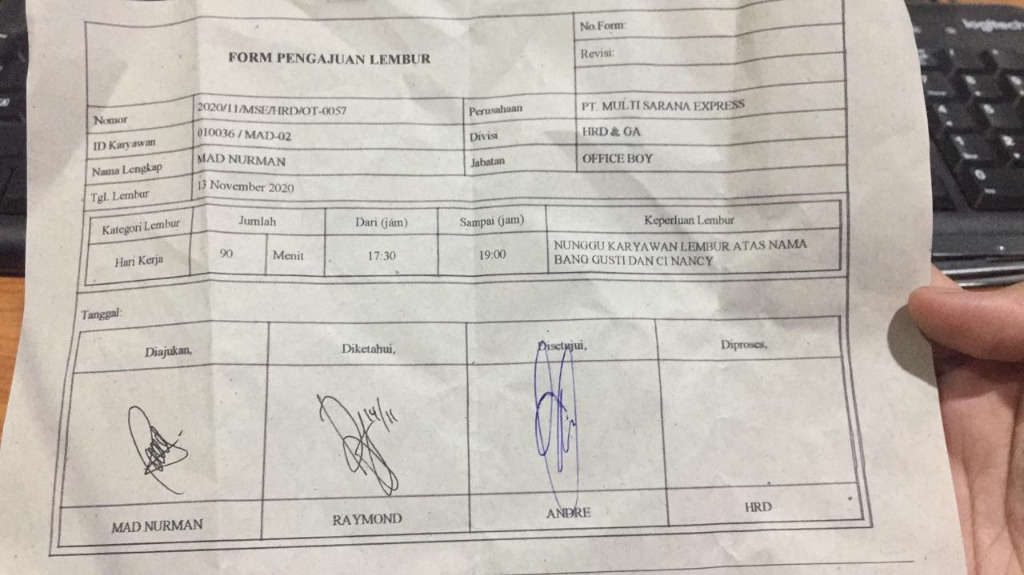 logitech
FORM PENGAJUAN LEMBUR
No.Form:
Revisi:
Nomor 2020/11/MSE/HRD/OT-0057 Perusahaan PT. MULTI SARANA EXPRESS
ID Karyawan 010036 / MAD-02 Divisi HRD & GA
Nama Lengkap MAD NURMAN Jabatan OFFICE BOY
Tgl. Lembur 13 November 2020
Kategori Lembur Jumlah Dari (jam) Sampai (jam) Keperluan Lembur
Hari Kerja 90 Menit 17:30 19:00 NUNGGU KARYAWAN LEMBUR ATAS NAMA
BANG GUSTI DAN CI NANCY
Tanggal:
Diajukan, Diketahui, Disetujui, Diproses,
14/11
MAD NURMAN RAYMOND ANDRE HRD